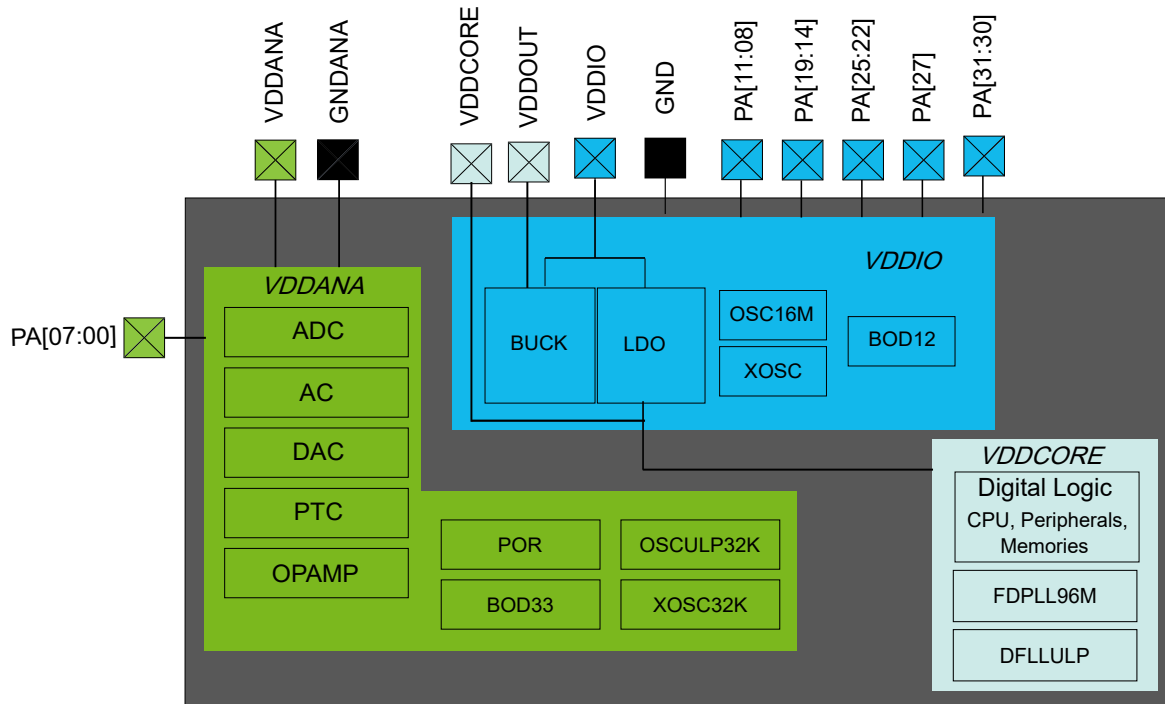 VDDANA
GNDANA
VDDCORE
VDDOUT
VDDIO
GND
PA[11:08]
PA[19:14]
PA[25:22]
PA[27]
PA[31:30]
PA[07:00]
VDDANA
ADC
AC
DAC
PTC
OPAMP
POR
OSCULP32K
BOD33
XOSC32K
VDDIO
BUCK
LDO
OSC16M
XOSC
BOD12
VDDCORE
Digital Logic
CPU, Peripherals,
Memories
FDPLL96M
DFLLULP